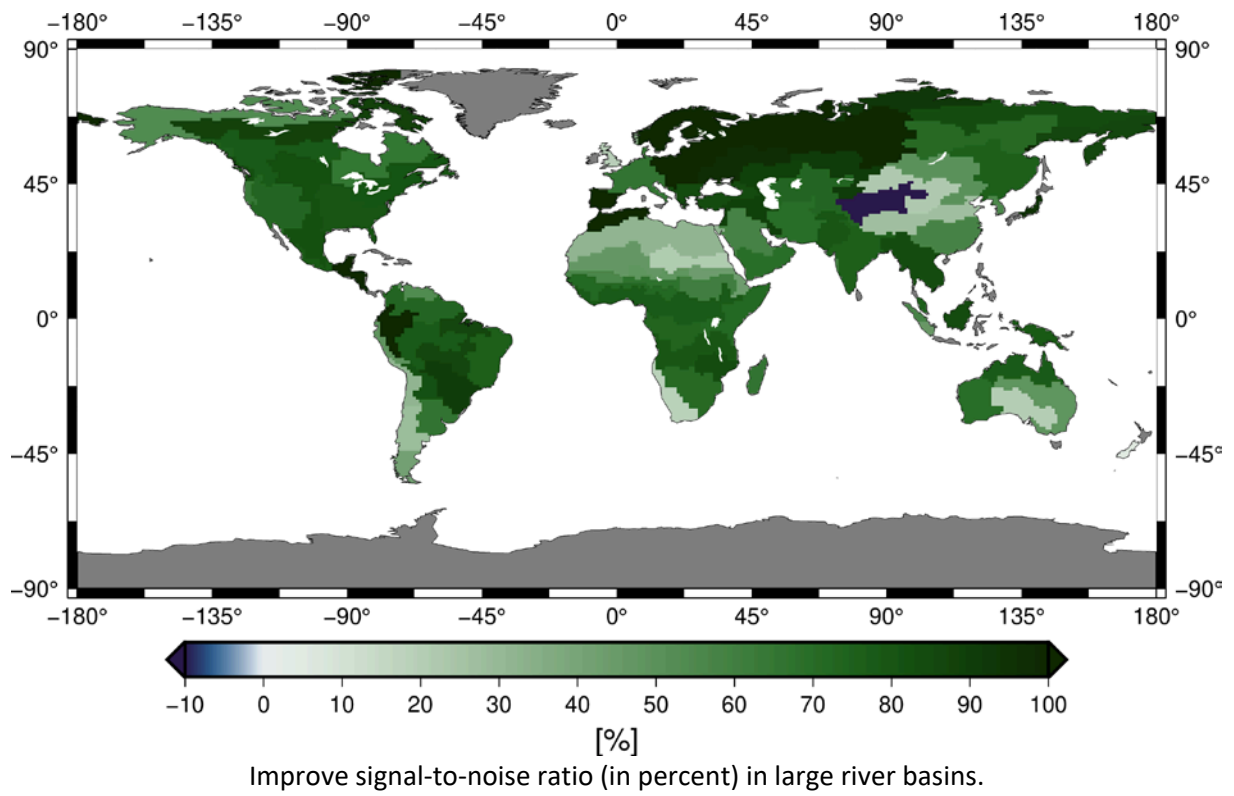 −180° −135° −90° −45° 0° 45° 90° 135° 180°
90° 90°
45° 45°
0° 0°
−45° −45°
−90° −90°
−180° −135° −90° −45° 0° 45° 90° 135° 180°
−10 0 10 20 30 40 50 60 70 80 90 100
[%]
Improve signal-to-noise ratio (in percent) in large river basins.